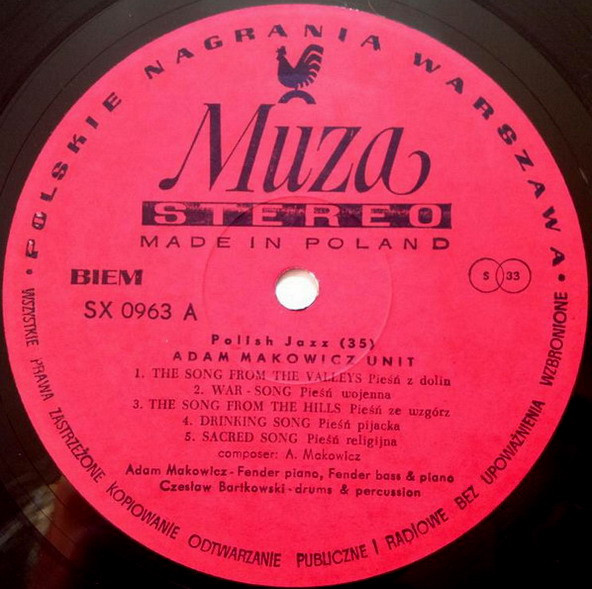 • POLSKIE NAGRANIA WARSZAWA •
Muza
STEREO
MADE IN POLAND
BIEM
S 33
SX 0963 A
Polish Jazz (35)
ADAM MAKOWICZ UNIT
1. THE SONG FROM THE VALLEYS Pieśń z dolin
2. WAR - SONG Pieśń wojenna
3. THE SONG FROM THE HILLS Pieśń ze wzgórz
4. DRINKING SONG Pieśń pijacka
5. SACRED SONG Pieśń religijna
composer: A. Makowicz
Adam Makowicz - Fender piano, Fender bass & piano
Czesław Bartkowski - drums & percussion
WSZYSTKIE PRAWA ZASTRZEŻONE KOPIOWANIE ODTWARZANIE PUBLICZNE I RADIOWE BEZ UPOWAŻNIENIA WZBRONIONE